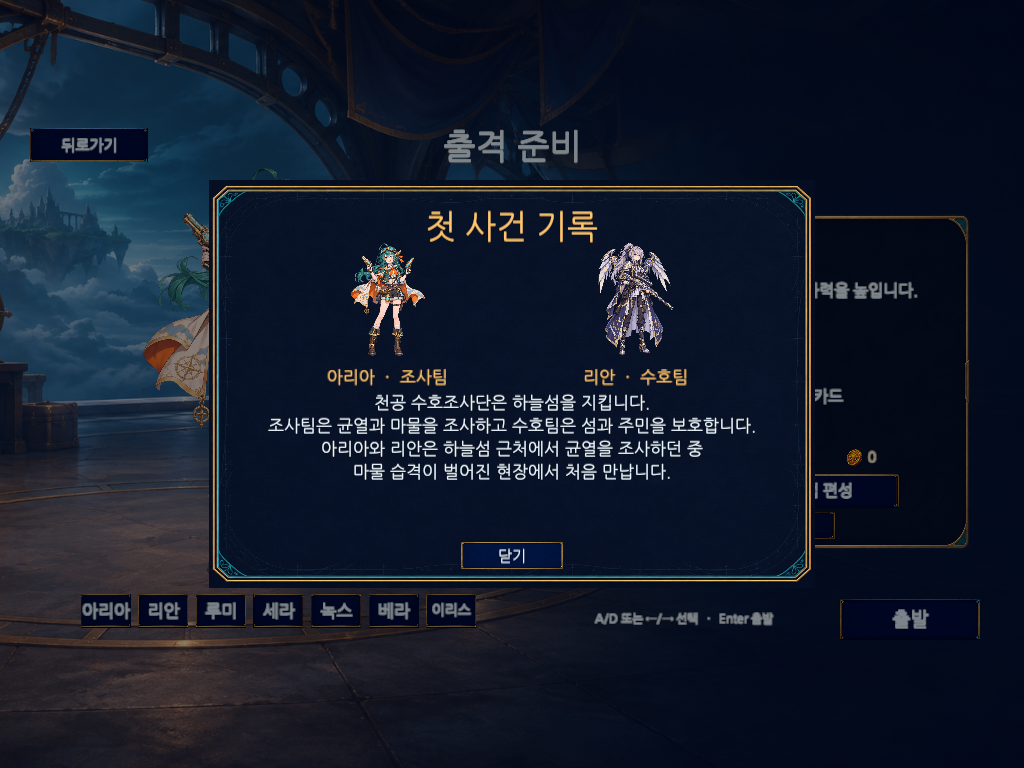 뒤로가기
출격 준비
첫 사건 기록
아리아 · 조사팀
리안 · 수호팀
천공 수호조사단은 하늘섬을 지킵니다.
조사팀은 균열과 마물을 조사하고 수호팀은 섬과 주민을 보호합니다.
아리아와 리안은 하늘섬 근처에서 균열을 조사하던 중
마물 습격이 벌어진 현장에서 처음 만납니다.
닫기
높입니다.
카드
0
편성
아리아
리안
루미
세라
녹스
베라
이리스
A/D 또는 ←/→ 선택 · Enter 출발
출발